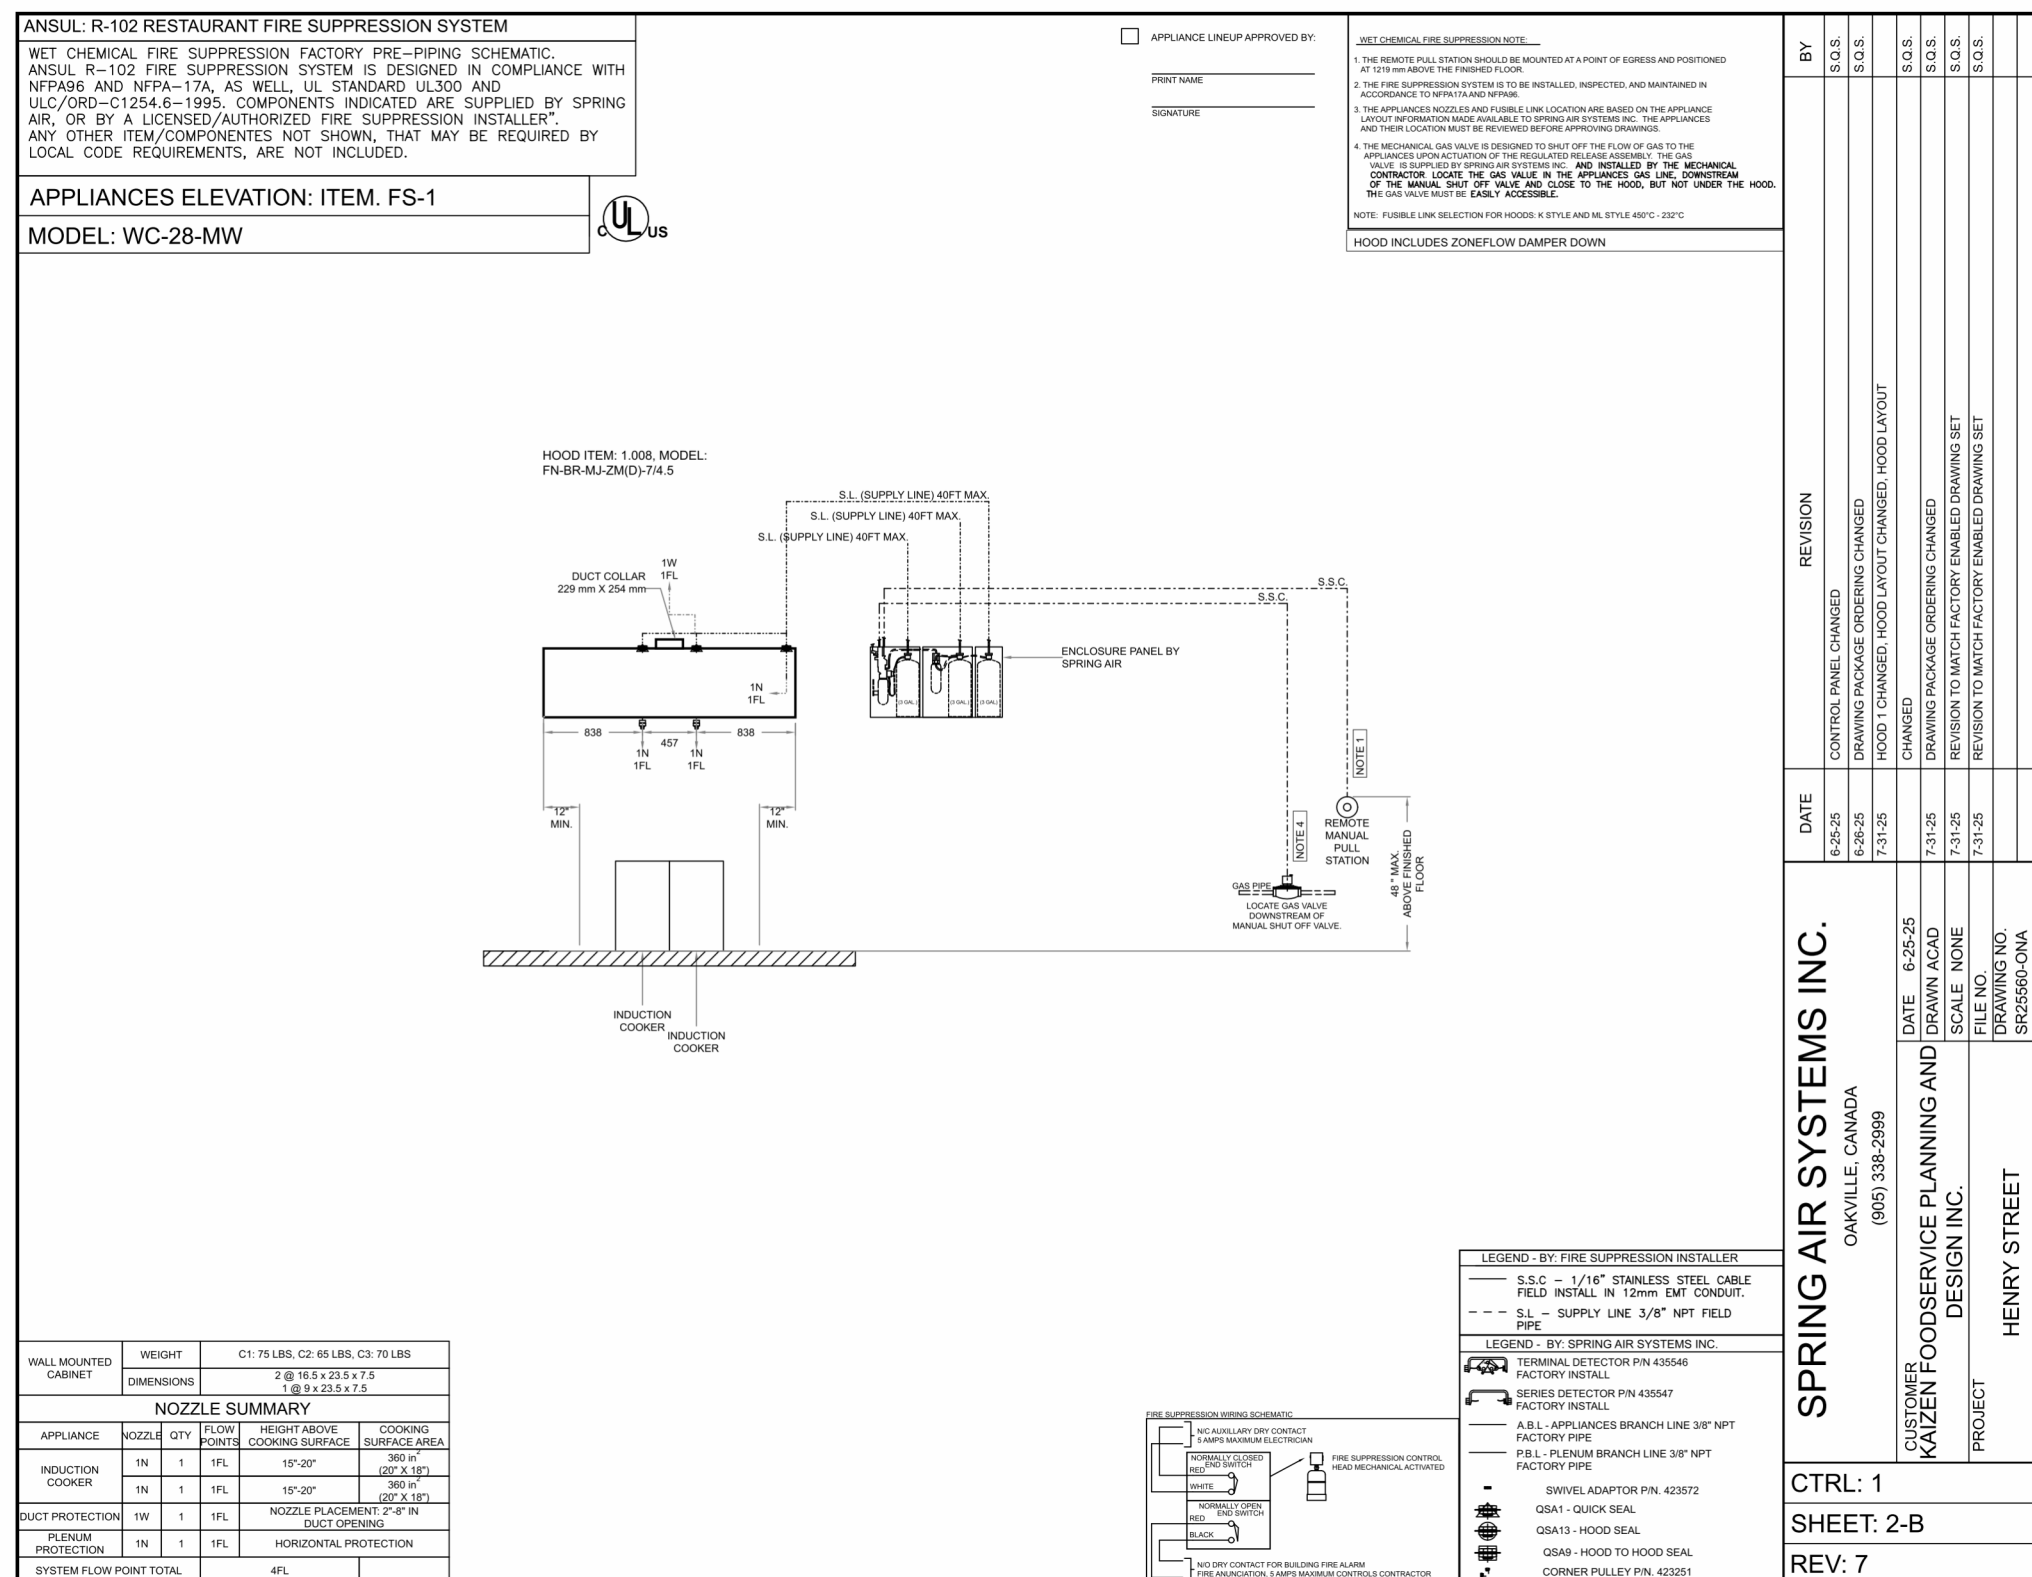 ANSUL: R-102 RESTAURANT FIRE SUPPRESSION SYSTEM
WET CHEMICAL FIRE SUPPRESSION FACTORY PRE-PIPING SCHEMATIC.
ANSUL R-102 FIRE SUPPRESSION SYSTEM IS DESIGNED IN COMPLIANCE WITH
NFPA96 AND NFPA-17A, AS WELL, UL STANDARD UL300 AND
ULC/ORD-C1254.6-1995. COMPONENTS INDICATED ARE SUPPLIED BY SPRING
AIR, OR BY A LICENSED/AUTHORIZED FIRE SUPPRESSION INSTALLER".
ANY OTHER ITEM/COMPONENTES NOT SHOWN, THAT MAY BE REQUIRED BY
LOCAL CODE REQUIREMENTS, ARE NOT INCLUDED.
APPLIANCES ELEVATION: ITEM. FS-1
MODEL: WC-28-MW
C UL US
APPLIANCE LINEUP APPROVED BY:
PRINT NAME
SIGNATURE
WET CHEMICAL FIRE SUPPRESSION NOTE:
1. THE REMOTE PULL STATION SHOULD BE MOUNTED AT A POINT OF EGRESS AND POSITIONED
AT 1219 mm ABOVE THE FINISHED FLOOR.
2. THE FIRE SUPPRESSION SYSTEM IS TO BE INSTALLED, INSPECTED, AND MAINTAINED IN
ACCORDANCE TO NFPA17A AND NFPA96.
3. THE APPLIANCES NOZZLES AND FUSIBLE LINK LOCATION ARE BASED ON THE APPLIANCE
LAYOUT INFORMATION MADE AVAILABLE TO SPRING AIR SYSTEMS INC. THE APPLIANCES
AND THEIR LOCATION MUST BE REVIEWED BEFORE APPROVING DRAWINGS.
4. THE MECHANICAL GAS VALVE IS DESIGNED TO SHUT OFF THE FLOW OF GAS TO THE
APPLIANCES UPON ACTUATION OF THE REGULATED RELEASE ASSEMBLY. THE GAS
VALVE IS SUPPLIED BY SPRING AIR SYSTEMS INC. AND INSTALLED BY THE MECHANICAL
CONTRACTOR. LOCATE THE GAS VALUE IN THE APPLIANCES GAS LINE, DOWNSTREAM
OF THE MANUAL SHUT OFF VALVE AND CLOSE TO THE HOOD, BUT NOT UNDER THE HOOD.
THE GAS VALVE MUST BE EASILY ACCESSIBLE.
NOTE: FUSIBLE LINK SELECTION FOR HOODS: K STYLE AND ML STYLE 450°C - 232°C
HOOD INCLUDES ZONEFLOW DAMPER DOWN
HOOD ITEM: 1.008, MODEL:
FN-BR-MJ-ZM(D)-7/4.5
S.L. (SUPPLY LINE) 40FT MAX.
S.L. (SUPPLY LINE) 40FT MAX.
S.L. (SUPPLY LINE) 40FT MAX.
1W
1FL
DUCT COLLAR
229 mm X 254 mm
S.S.C.
S.S.C.
ENCLOSURE PANEL BY
SPRING AIR
1N
1FL
(3 GAL.) (3 GAL.) (3 GAL.)
838 457 838
1N 1N
1FL 1FL
12" 12"
MIN. MIN.
NOTE 1
NOTE 4
REMOTE
MANUAL
PULL
STATION
48 " MAX.
ABOVE FINISHED
FLOOR
GAS PIPE
LOCATE GAS VALVE
DOWNSTREAM OF
MANUAL SHUT OFF VALVE.
INDUCTION
COOKER
INDUCTION
COOKER
WALL MOUNTED
CABINET
WEIGHT C1: 75 LBS, C2: 65 LBS, C3: 70 LBS
DIMENSIONS 2 @ 16.5 x 23.5 x 7.5
1 @ 9 x 23.5 x 7.5
NOZZLE SUMMARY
APPLIANCE NOZZLE QTY FLOW POINTS HEIGHT ABOVE COOKING SURFACE COOKING SURFACE AREA
INDUCTION COOKER 1N 1 1FL 15"-20" 360 in² (20" X 18")
1N 1 1FL 15"-20" 360 in² (20" X 18")
DUCT PROTECTION 1W 1 1FL NOZZLE PLACEMENT: 2"-8" IN DUCT OPENING
PLENUM PROTECTION 1N 1 1FL HORIZONTAL PROTECTION
SYSTEM FLOW POINT TOTAL 4FL
FIRE SUPPRESSION WIRING SCHEMATIC
N/C AUXILLARY DRY CONTACT
5 AMPS MAXIMUM ELECTRICIAN
NORMALLY CLOSED
END SWITCH
RED
WHITE
FIRE SUPPRESSION CONTROL
HEAD MECHANICAL ACTIVATED
NORMALLY OPEN
END SWITCH
RED
BLACK
N/O DRY CONTACT FOR BUILDING FIRE ALARM
FIRE ANUNCIATION, 5 AMPS MAXIMUM CONTROLS CONTRACTOR
LEGEND - BY: FIRE SUPPRESSION INSTALLER
S.S.C - 1/16" STAINLESS STEEL CABLE
FIELD INSTALL IN 12mm EMT CONDUIT.
S.L - SUPPLY LINE 3/8" NPT FIELD
PIPE
LEGEND - BY: SPRING AIR SYSTEMS INC.
TERMINAL DETECTOR P/N 435546
FACTORY INSTALL
SERIES DETECTOR P/N 435547
FACTORY INSTALL
A.B.L - APPLIANCES BRANCH LINE 3/8" NPT
FACTORY PIPE
P.B.L - PLENUM BRANCH LINE 3/8" NPT
FACTORY PIPE
SWIVEL ADAPTOR P/N. 423572
QSA1 - QUICK SEAL
QSA13 - HOOD SEAL
QSA9 - HOOD TO HOOD SEAL
CORNER PULLEY P/N. 423251
DATE REVISION BY
6-25-25 CONTROL PANEL CHANGED S.Q.S.
6-26-25 DRAWING PACKAGE ORDERING CHANGED S.Q.S.
7-31-25 HOOD 1 CHANGED, HOOD LAYOUT CHANGED, HOOD LAYOUT
CHANGED S.Q.S.
7-31-25 DRAWING PACKAGE ORDERING CHANGED S.Q.S.
7-31-25 REVISION TO MATCH FACTORY ENABLED DRAWING SET S.Q.S.
7-31-25 REVISION TO MATCH FACTORY ENABLED DRAWING SET S.Q.S.
SPRING AIR SYSTEMS INC.
OAKVILLE, CANADA
(905) 338-2999
CUSTOMER
KAIZEN FOODSERVICE PLANNING AND
DESIGN INC.
PROJECT
HENRY STREET
DATE 6-25-25
DRAWN ACAD
SCALE NONE
FILE NO.
DRAWING NO.
SR25560-ONA
CTRL: 1
SHEET: 2-B
REV: 7